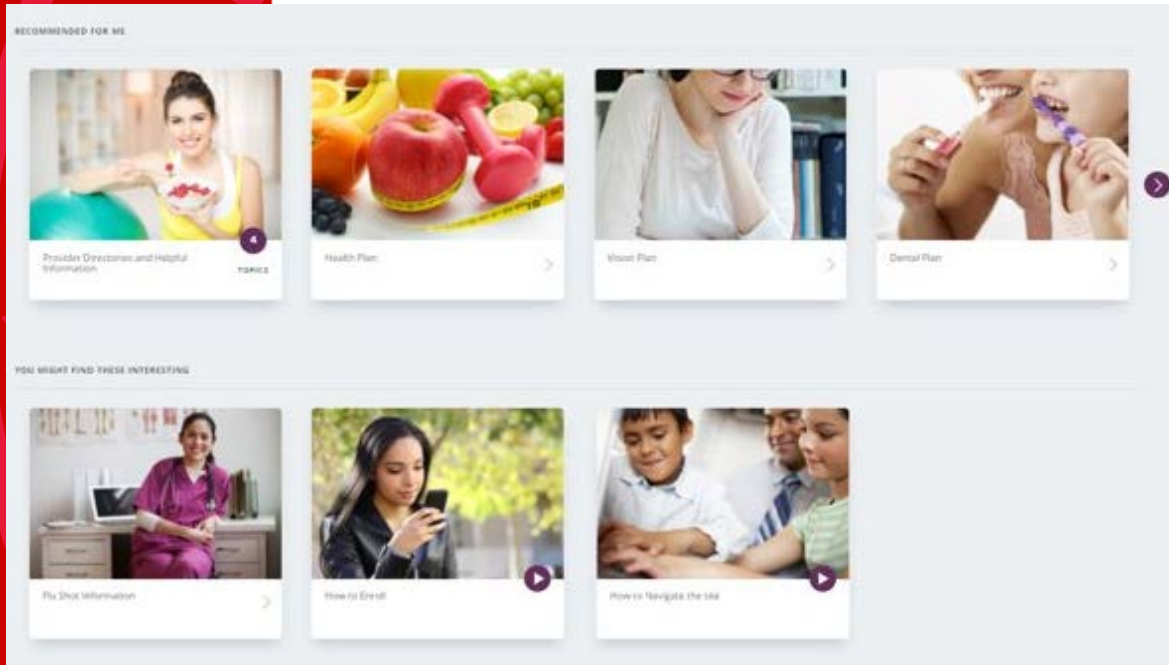 RECOMMENDED FOR ME
4
Provider Directories and Helpful
Information
TOPICS
Health Plan
Vision Plan
Dental Plan
YOU MIGHT FIND THESE INTERESTING
Flu Shot Information
How to Enroll
How to Navigate the site